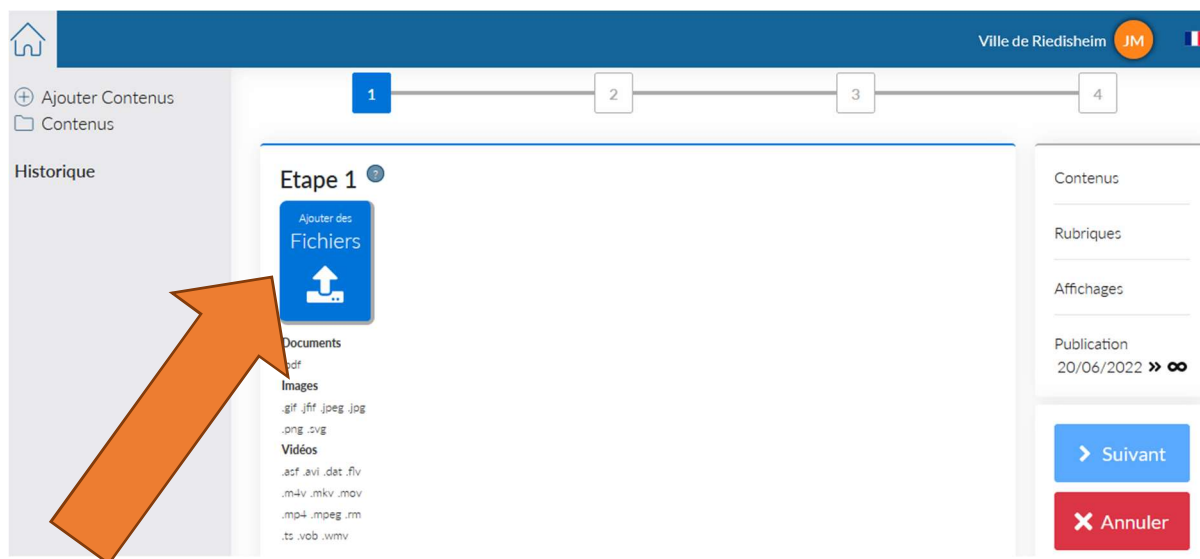 Ville de Riedisheim JM
Ajouter Contenus
Contenus
Historique
1 2 3 4
Etape 1 ?
Ajouter des
Fichiers
Documents
.pdf
Images
.gif .jfif .jpeg .jpg
.png .svg
Vidéos
.asf .avi .dat .flv
.m4v .mkv .mov
.mp4 .mpeg .rm
.ts .vob .wmv
Contenus
Rubriques
Affichages
Publication
20/06/2022 » ∞
Suivant
Annuler